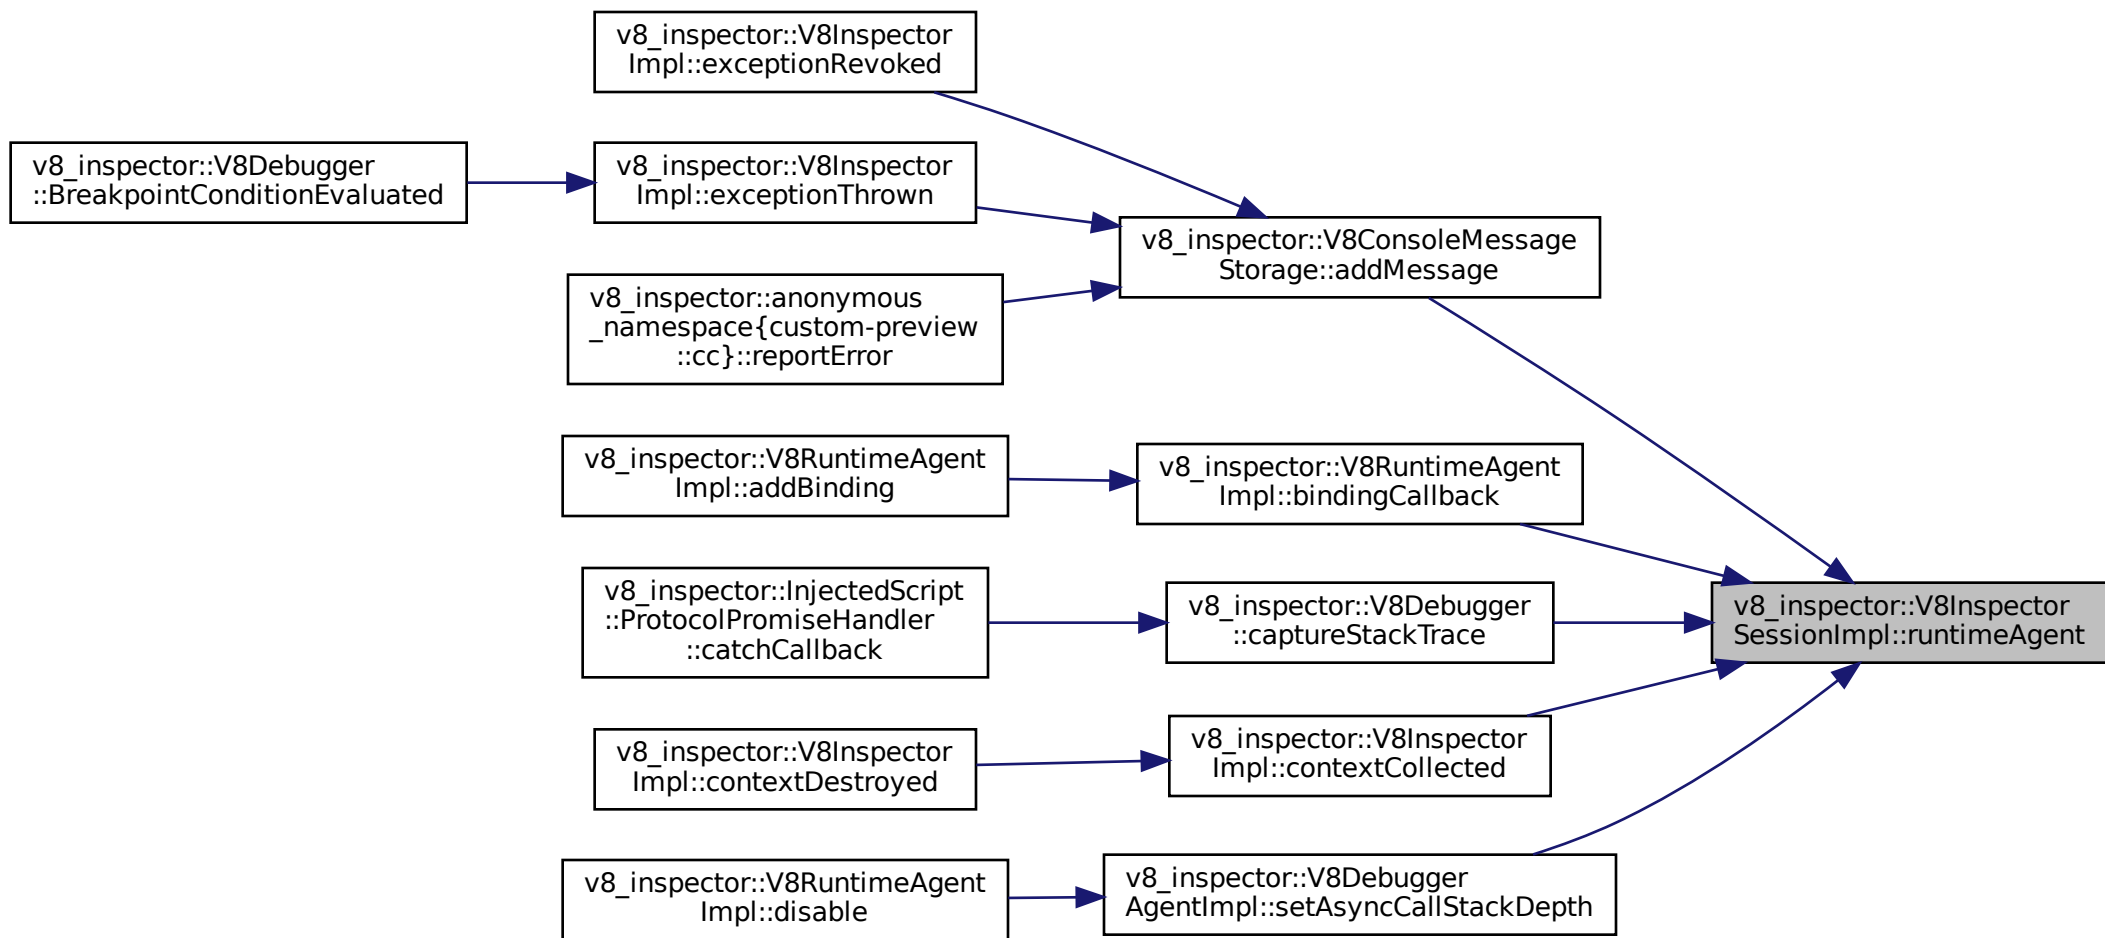 v8_inspector::V8Inspector
Impl::exceptionRevoked
v8_inspector::V8Debugger
::BreakpointConditionEvaluated
v8_inspector::V8Inspector
Impl::exceptionThrown
v8_inspector::V8ConsoleMessage
Storage::addMessage
v8_inspector::anonymous
_namespace{custom-preview
::cc}::reportError
v8_inspector::V8RuntimeAgent
Impl::addBinding
v8_inspector::V8RuntimeAgent
Impl::bindingCallback
v8_inspector::InjectedScript
::ProtocolPromiseHandler
::catchCallback
v8_inspector::V8Debugger
::captureStackTrace
v8_inspector::V8Inspector
SessionImpl::runtimeAgent
v8_inspector::V8Inspector
Impl::contextDestroyed
v8_inspector::V8Inspector
Impl::contextCollected
v8_inspector::V8RuntimeAgent
Impl::disable
v8_inspector::V8Debugger
AgentImpl::setAsyncCallStackDepth